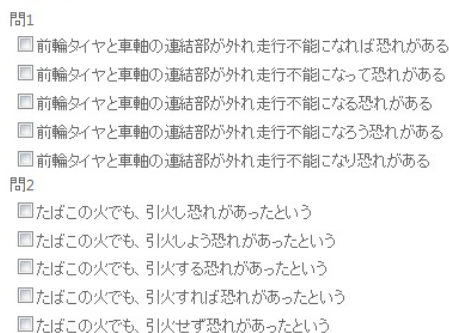 問1
前輪タイヤと車軸の連結部が外れ走行不能になれば恐れがある
前輪タイヤと車軸の連結部が外れ走行不能になって恐れがある
前輪タイヤと車軸の連結部が外れ走行不能になる恐れがある
前輪タイヤと車軸の連結部が外れ走行不能になろう恐れがある
前輪タイヤと車軸の連結部が外れ走行不能になり恐れがある
問2
たばこの火でも、引火し恐れがあったという
たばこの火でも、引火しよう恐れがあったという
たばこの火でも、引火する恐れがあったという
たばこの火でも、引火すれば恐れがあったという
たばこの火でも、引火せず恐れがあったという